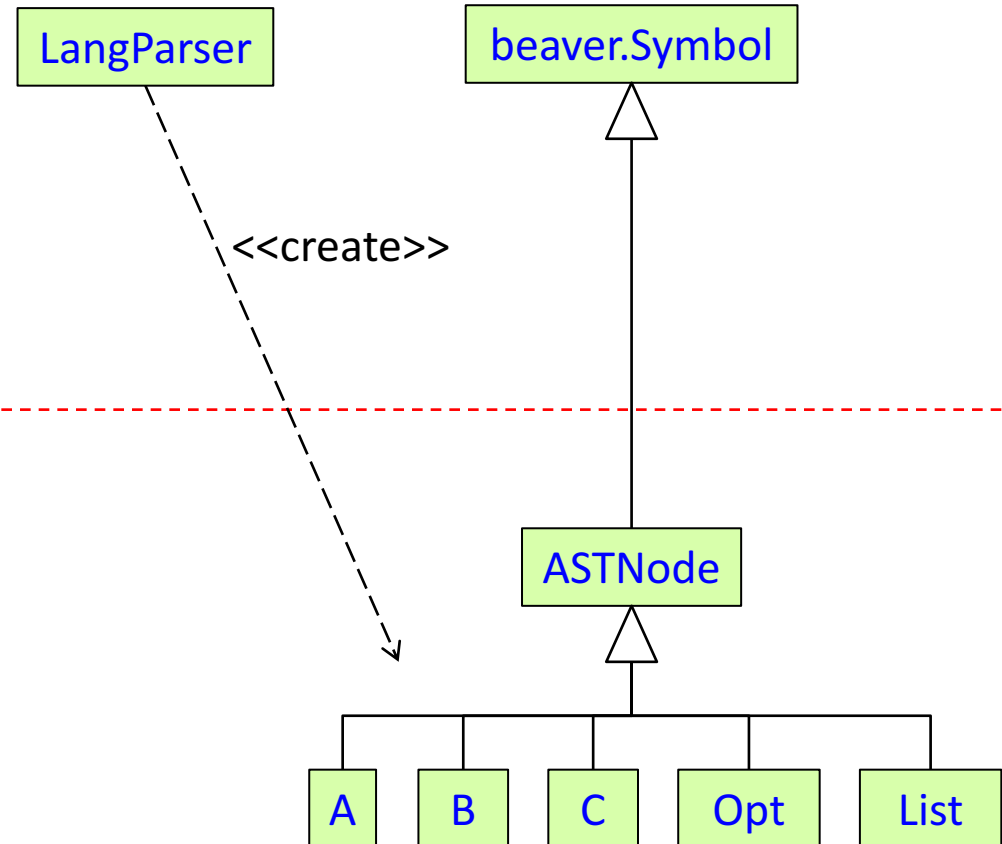 LangParser
beaver.Symbol
<<create>>
ASTNode
A
B
C
Opt
List